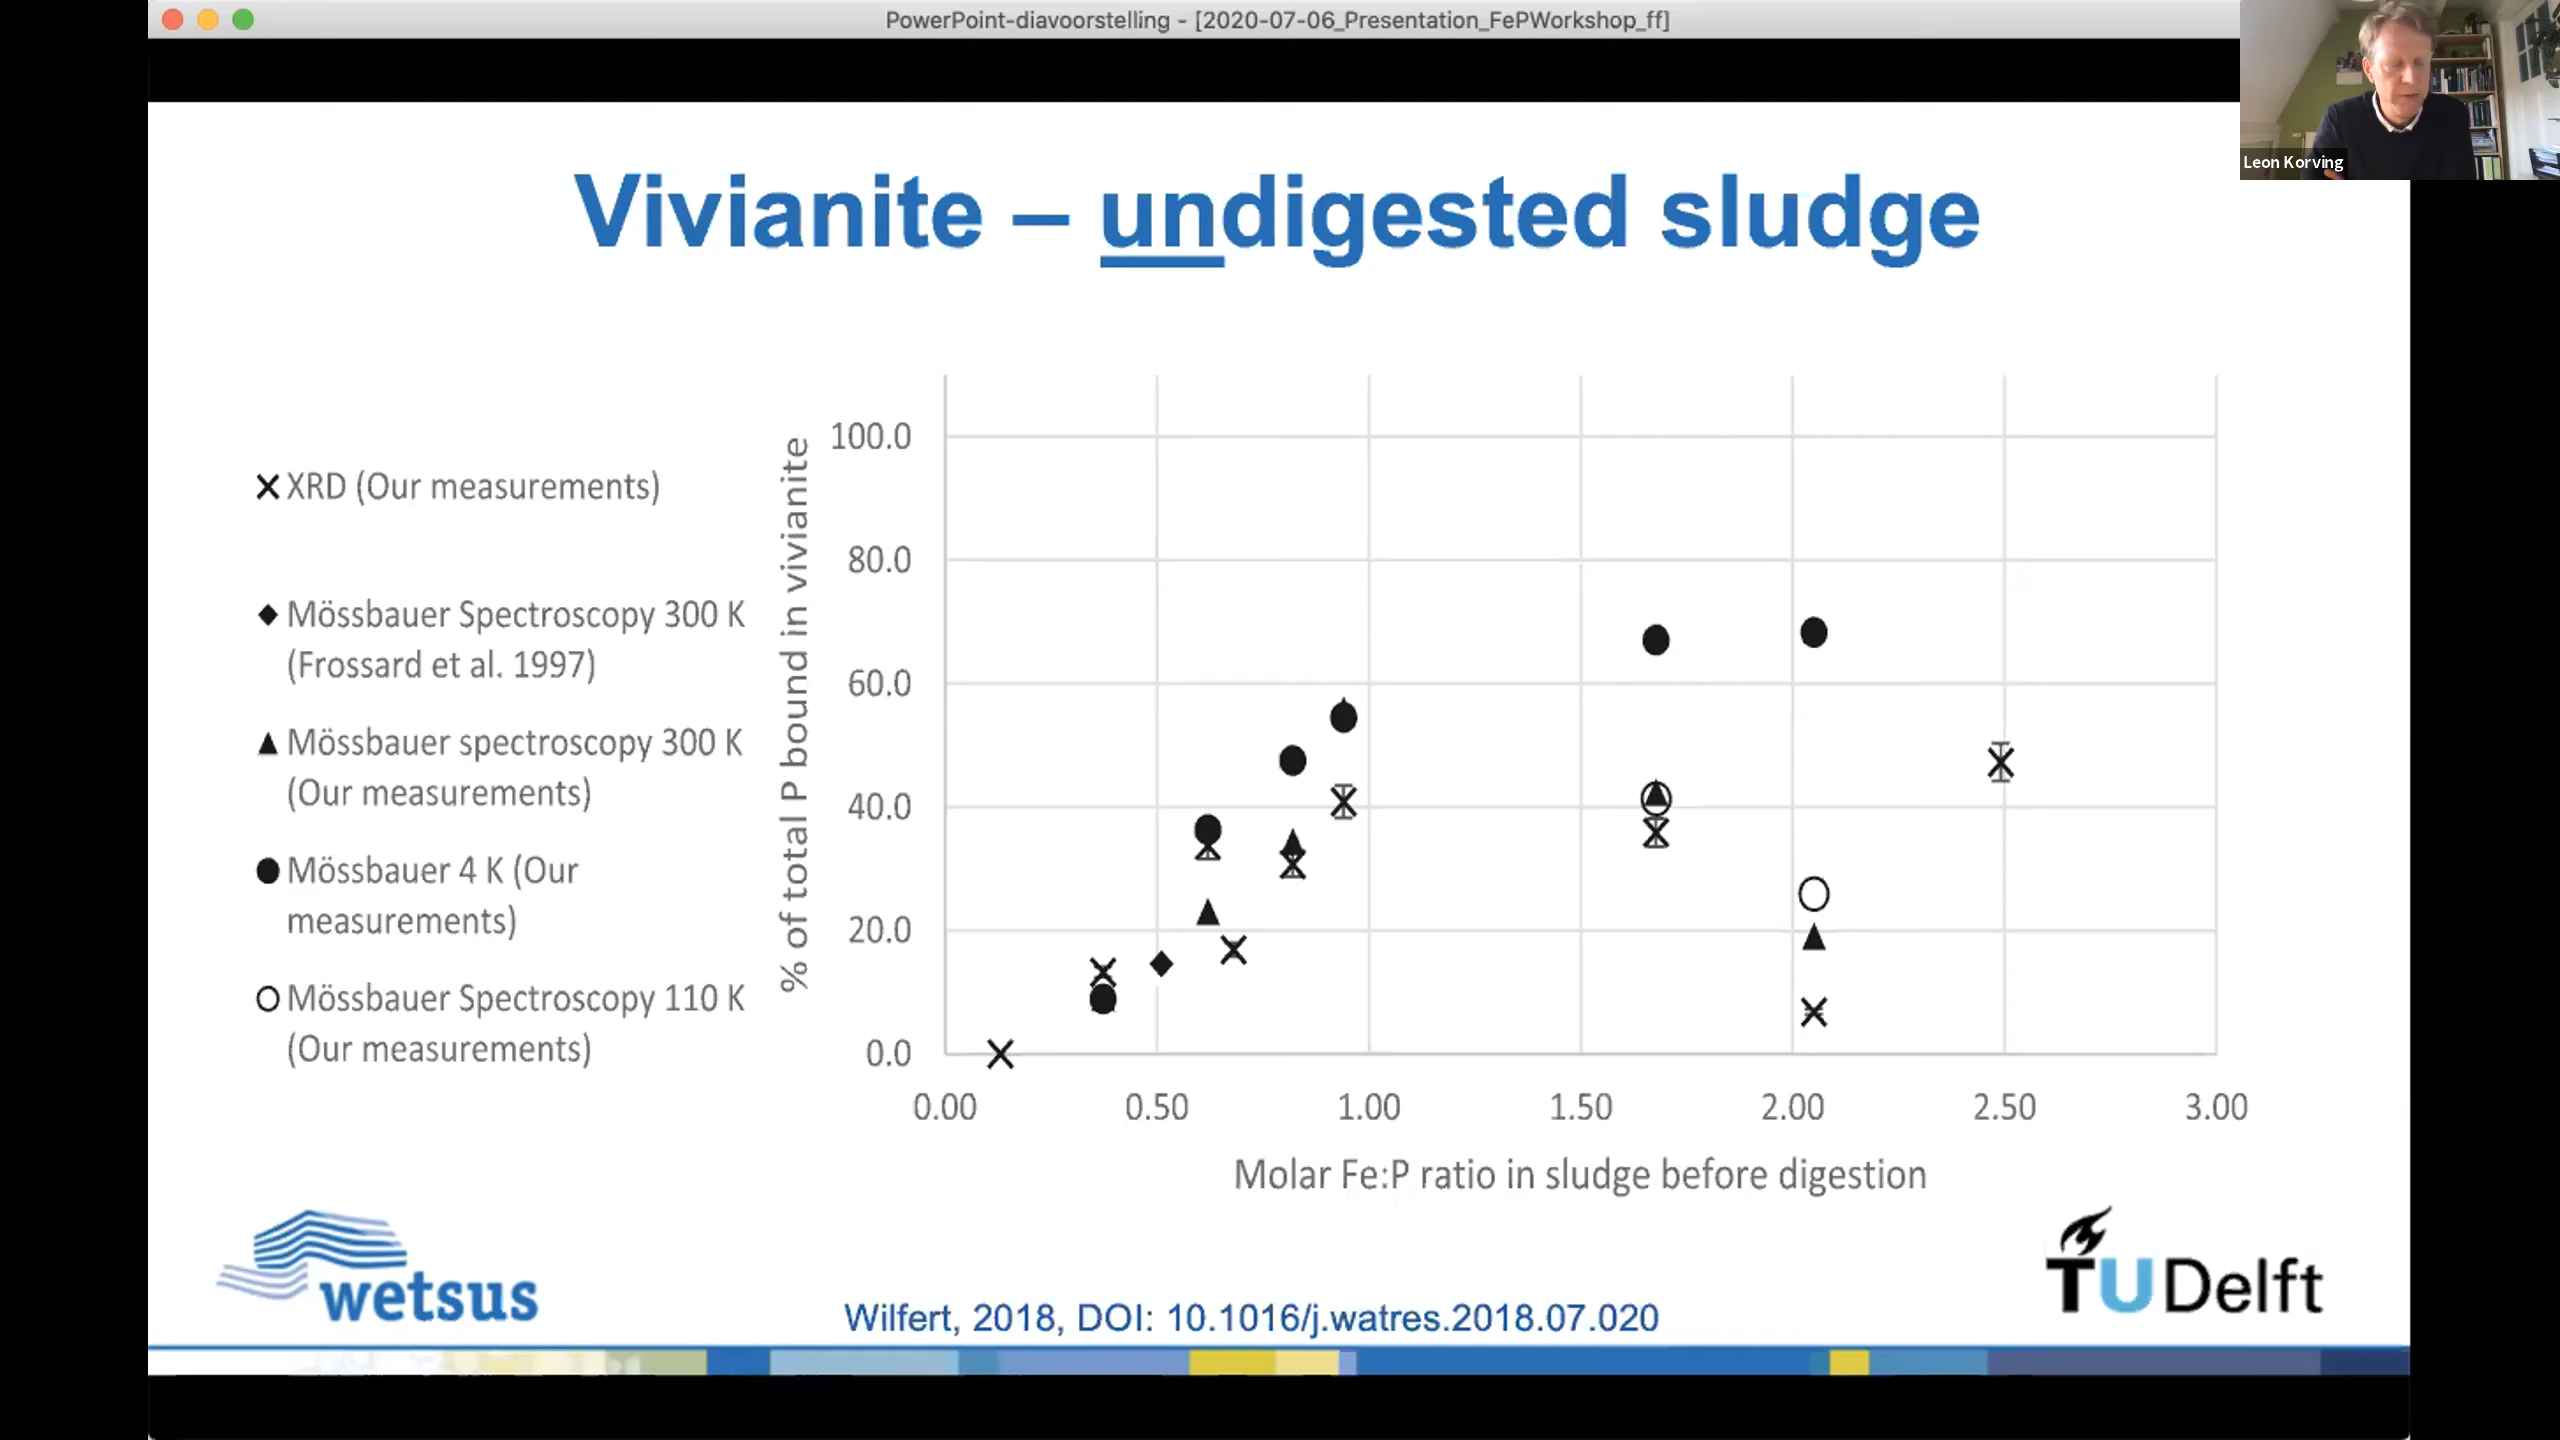 PowerPoint-diavoorstelling - [2020-07-06_Presentation_FePWorkshop_ff]
Leon Korving
Vivianite – undigested sludge
XRD (Our measurements)
Mössbauer Spectroscopy 300 K
(Frossard et al. 1997)
Mössbauer spectroscopy 300 K
(Our measurements)
Mössbauer 4 K (Our
measurements)
Mössbauer Spectroscopy 110 K
(Our measurements)
% of total P bound in vivianite
100.0
80.0
60.0
40.0
20.0
0.0
0.00 0.50 1.00 1.50 2.00 2.50 3.00
Molar Fe:P ratio in sludge before digestion
wetsus
Wilfert, 2018, DOI: 10.1016/j.watres.2018.07.020
TU Delft